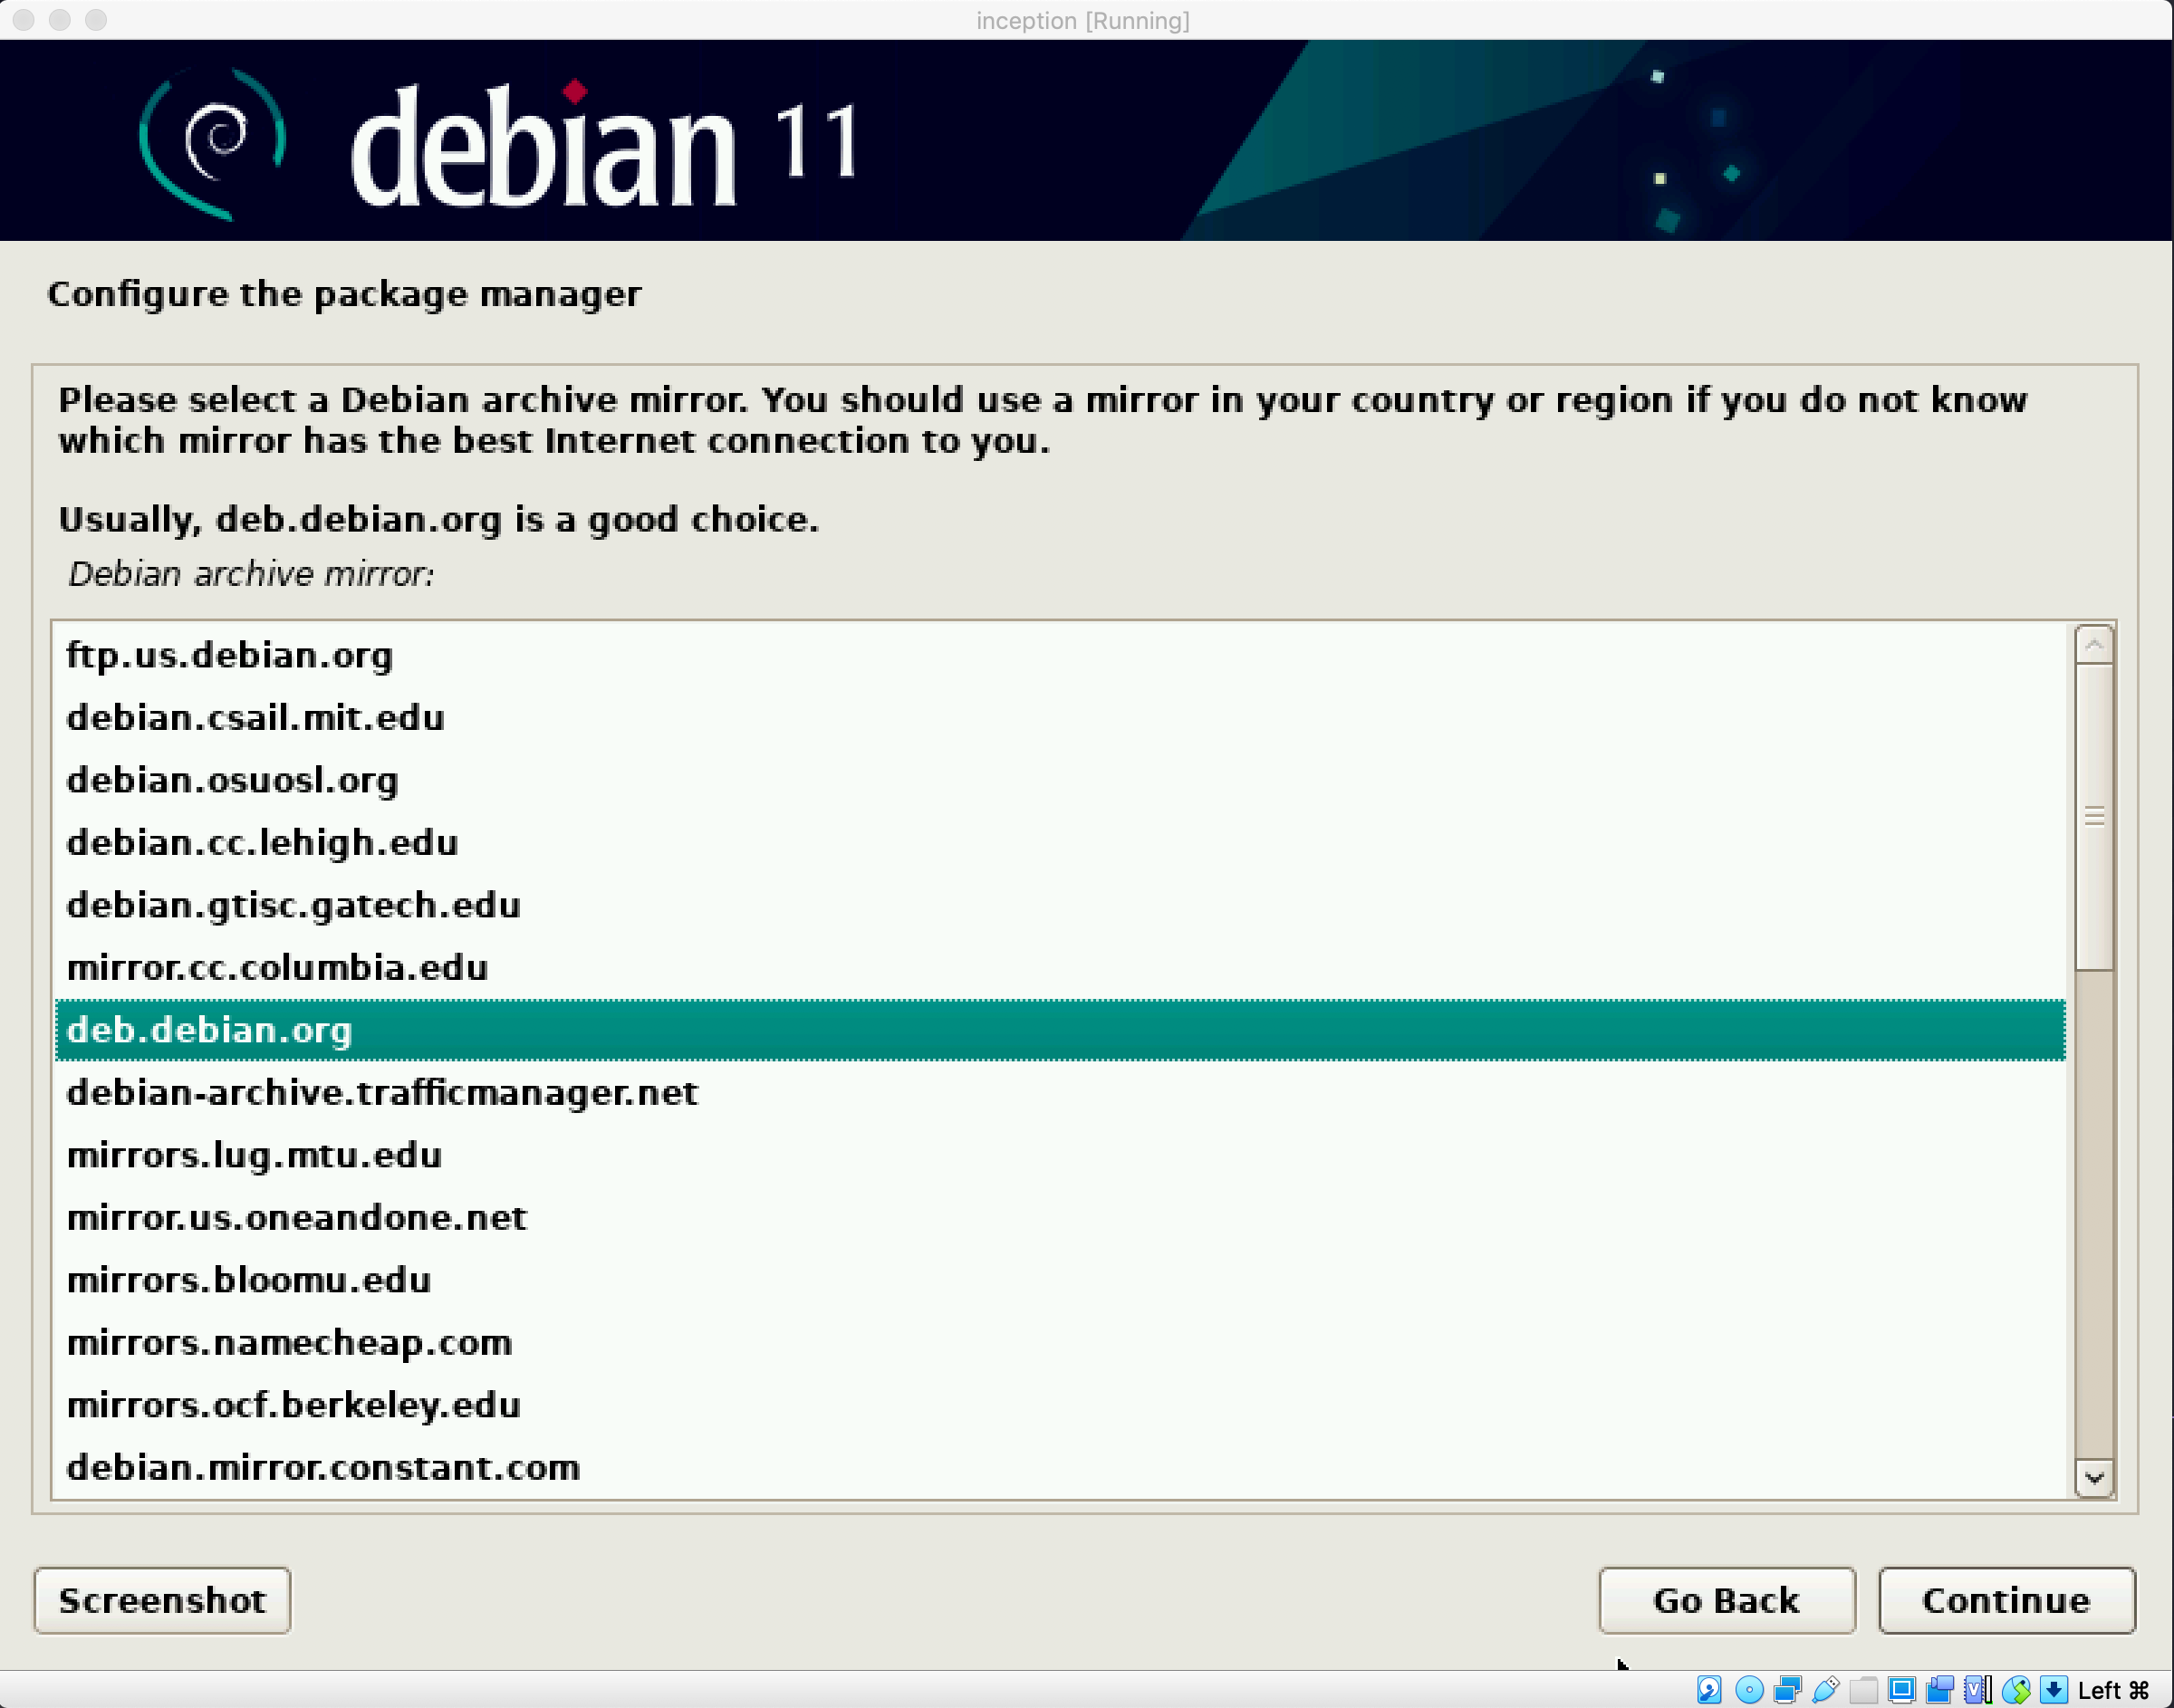 inception [Running]
debian 11
Configure the package manager
Please select a Debian archive mirror. You should use a mirror in your country or region if you do not know
which mirror has the best Internet connection to you.
Usually, deb.debian.org is a good choice.
Debian archive mirror:
ftp.us.debian.org
debian.csail.mit.edu
debian.osuosl.org
debian.cc.lehigh.edu
debian.gtisc.gatech.edu
mirror.cc.columbia.edu
deb.debian.org
debian-archive.trafficmanager.net
mirrors.lug.mtu.edu
mirror.us.oneandone.net
mirrors.bloomu.edu
mirrors.namecheap.com
mirrors.ocf.berkeley.edu
debian.mirror.constant.com
Screenshot
Go Back
Continue
Left ⌘